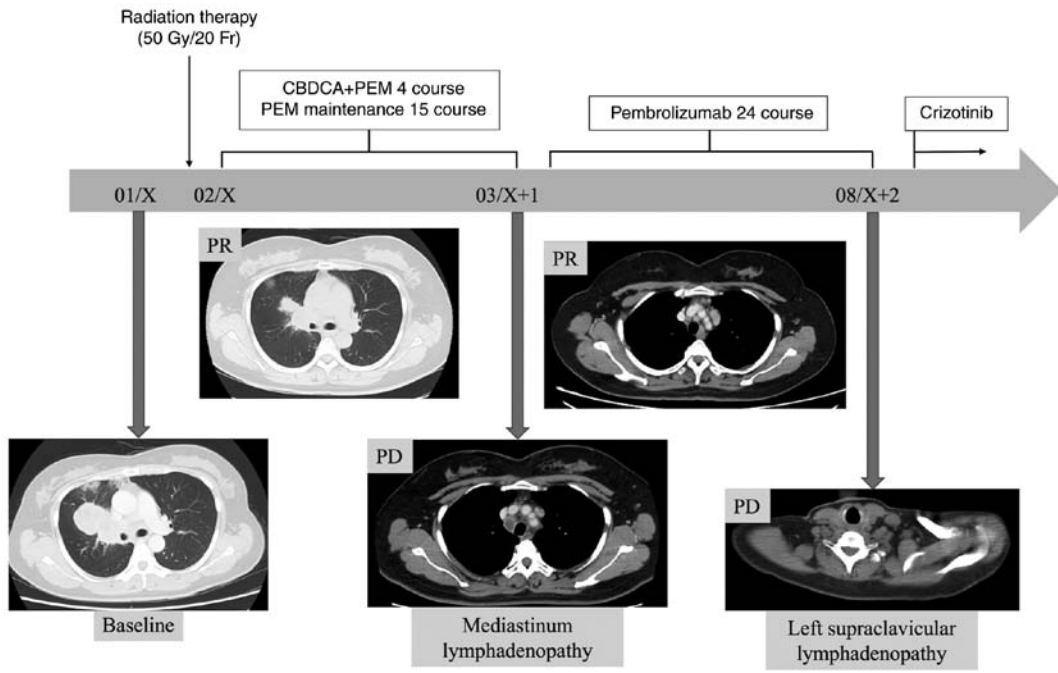 Radiation therapy
(50 Gy/20 Fr)
CBDCA+PEM 4 course
PEM maintenance 15 course
Pembrolizumab 24 course
Crizotinib
01/X
02/X
03/X+1
08/X+2
PR
PR
PD
PD
Baseline
Mediastinum
lymphadenopathy
Left supraclavicular
lymphadenopathy